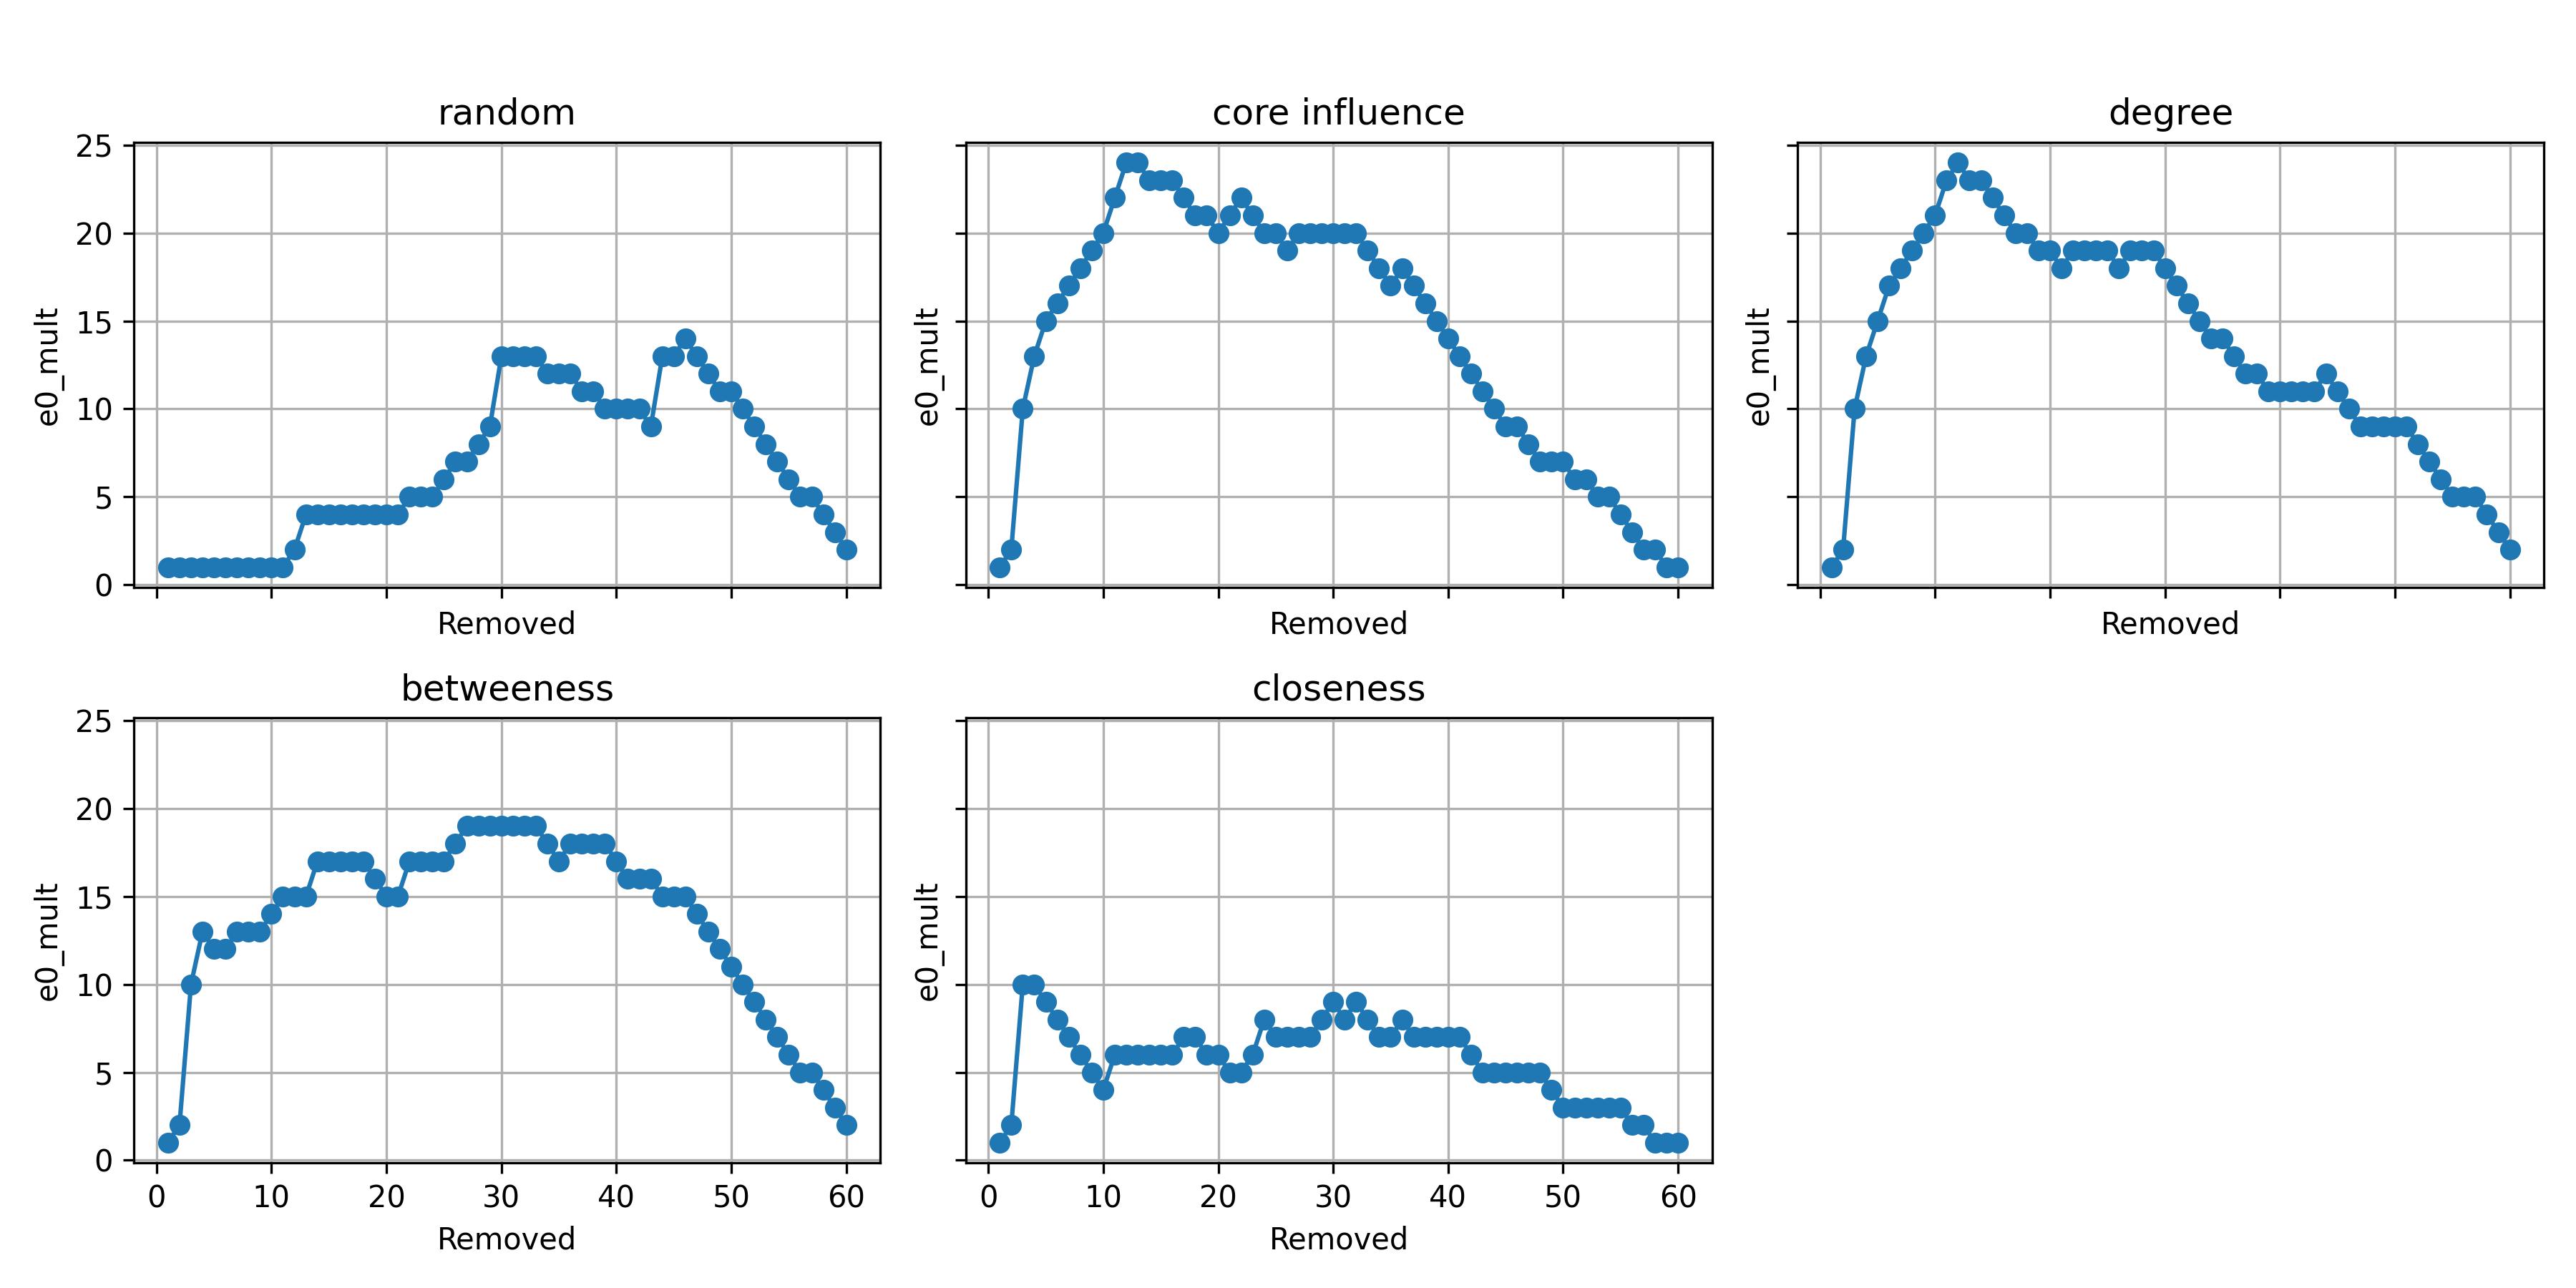 random
core influence
degree
25
20
15
10
5
0
e0_mult
e0_mult
e0_mult
Removed
Removed
Removed
betweeness
closeness
25
20
15
10
5
0
e0_mult
e0_mult
0 10 20 30 40 50 60
0 10 20 30 40 50 60
Removed
Removed